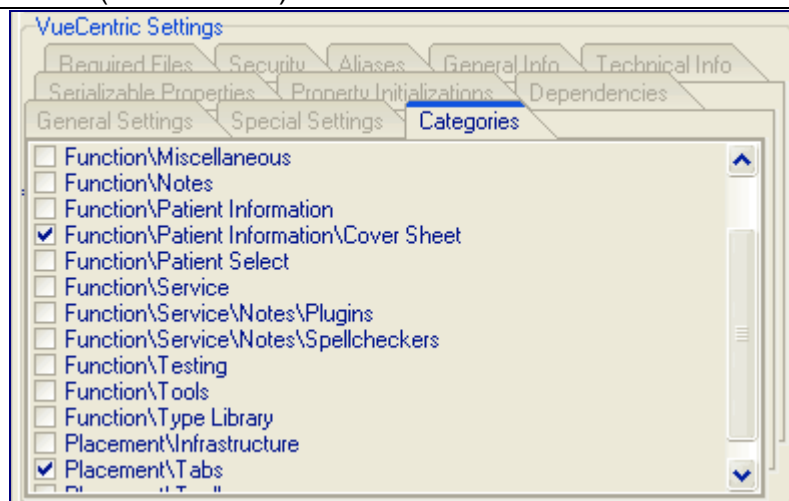 VueCentric Settings
Required Files Security Aliases General Info Technical Info
Serializable Properties Property Initializations Dependencies
General Settings Special Settings Categories
Function\Miscellaneous
Function\Notes
Function\Patient Information
Function\Patient Information\Cover Sheet
Function\Patient Select
Function\Service
Function\Service\Notes\Plugins
Function\Service\Notes\Spellcheckers
Function\Testing
Function\Tools
Function\Type Library
Placement\Infrastructure
Placement\Tabs